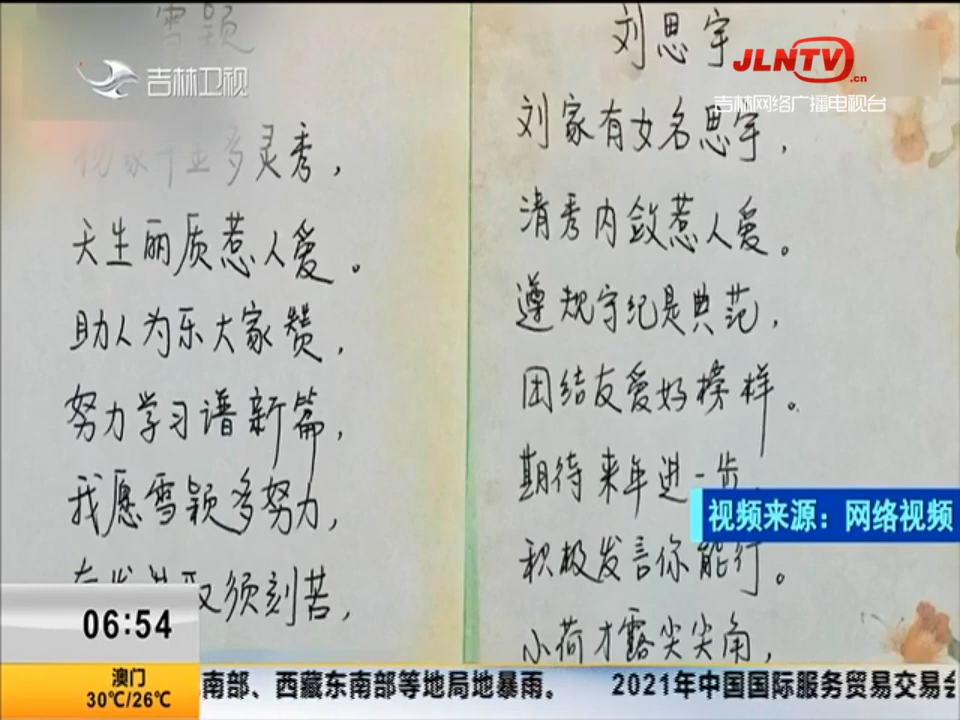 雪颖
吉林卫视
多灵秀，
天生丽质惹人爱。
助人为乐大家赞，
努力学习谱新篇，
我愿雪颖多努力，
须刻苦，
刘思宇
JLNTV.cn
吉林网络广播电视台
刘家有女名思宇，
清秀内敛惹人爱。
遵规守纪是典范，
团结友爱好榜样。
期待来年进一步，
视频来源：网络视频
积极发言你能行。
小荷才露尖尖角，
06:54
澳门
30℃/26℃
南部、西藏东南部等地局地暴雨。 2021年中国国际服务贸易交易会